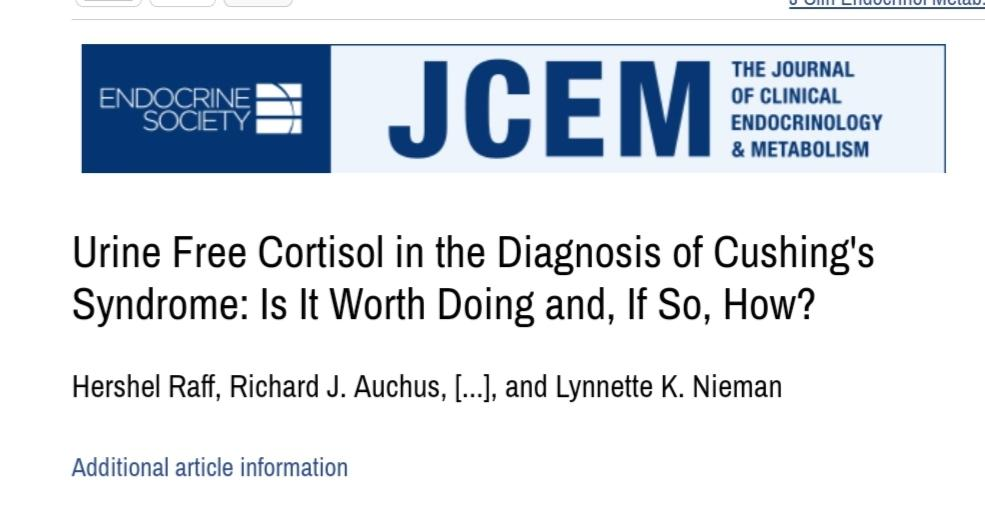 J Clin Endocrinol Metab.
ENDOCRINE
SOCIETY
JCEM
THE JOURNAL
OF CLINICAL
ENDOCRINOLOGY
& METABOLISM
Urine Free Cortisol in the Diagnosis of Cushing's
Syndrome: Is It Worth Doing and, If So, How?
Hershel Raff, Richard J. Auchus, [...], and Lynnette K. Nieman
Additional article information